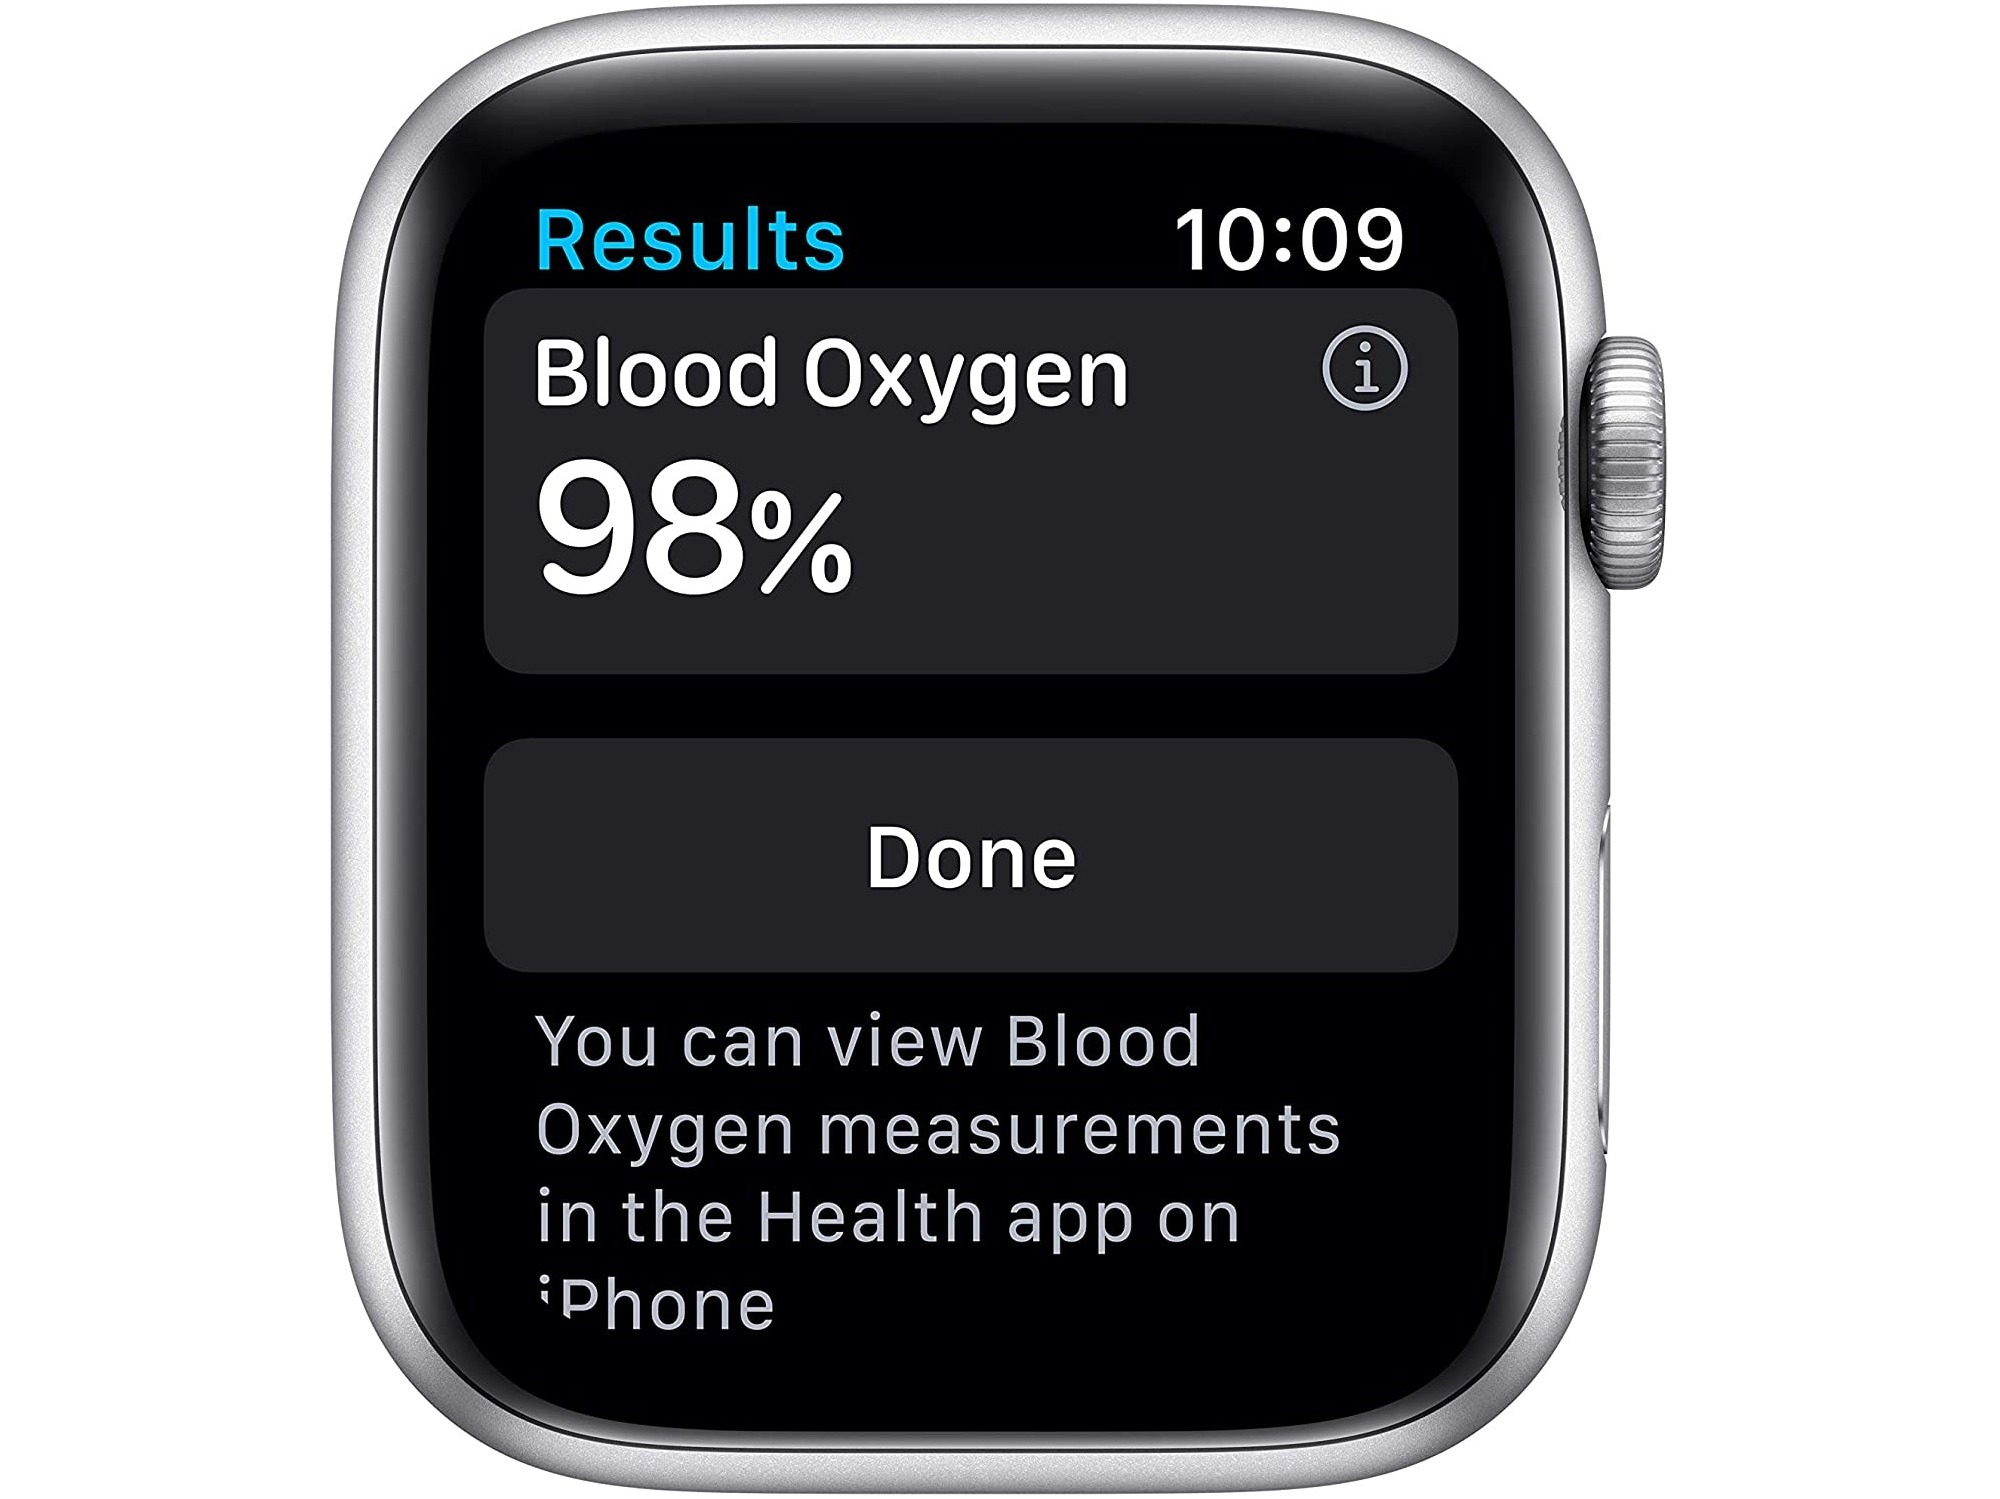 Results 10:09
Blood Oxygen
98%
Done
You can view Blood
Oxygen measurements
in the Health app on
iPhone